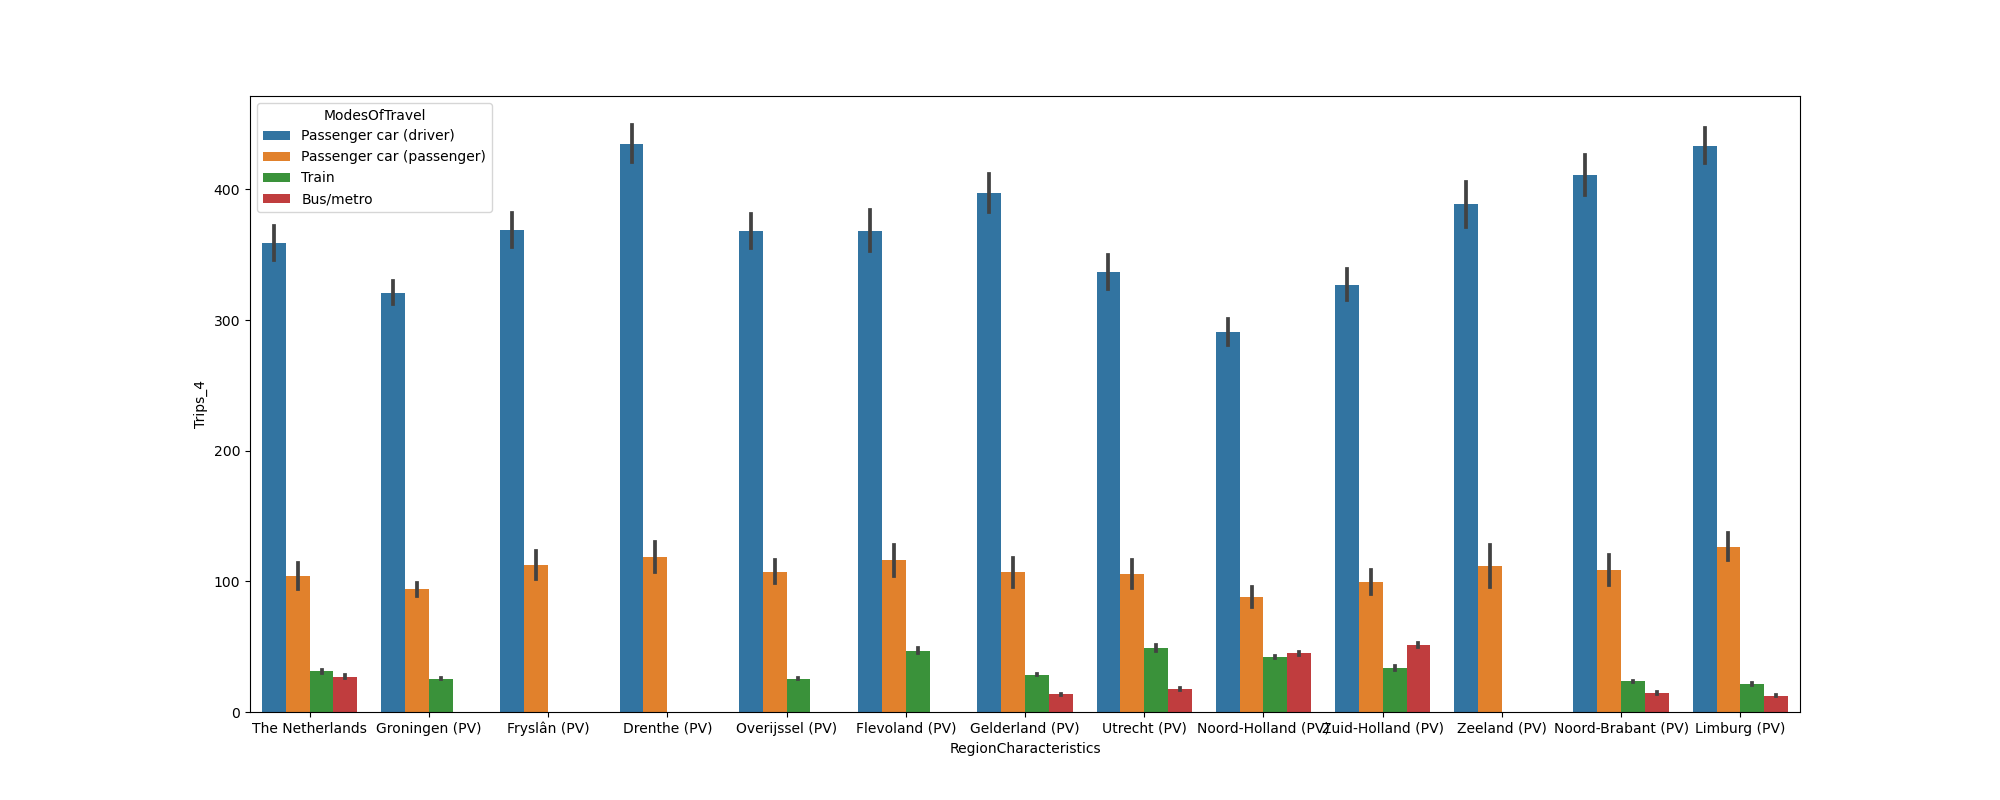 ModesOfTravel
Passenger car (driver)
Passenger car (passenger)
Train
Bus/metro
400
300
200
100
0
Trips_4
The Netherlands Groningen (PV) Fryslân (PV) Drenthe (PV) Overijssel (PV) Flevoland (PV) Gelderland (PV) Utrecht (PV) Noord-Holland (PV) Zuid-Holland (PV) Zeeland (PV) Noord-Brabant (PV) Limburg (PV)
RegionCharacteristics